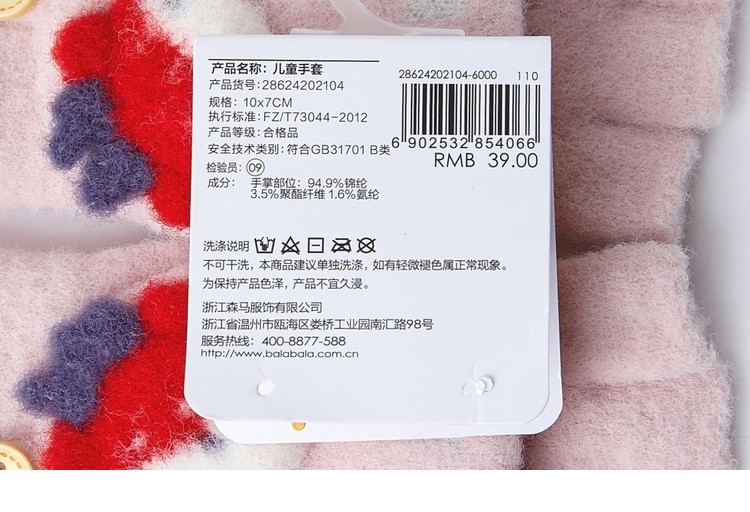 产品名称：儿童手套
产品货号：28624202104
规格：10x7CM
执行标准：FZ/T73044-2012
产品等级：合格品
安全技术类别：符合GB31701 B类
检验员：09
成分：手掌部位：94.9%锦纶
3.5%聚酯纤维 1.6%氨纶
28624202104-6000 110
6 902532 854066
RMB 39.00
洗涤说明
不可干洗，本商品建议单独洗涤，如有轻微褪色属正常现象。
为保持产品色泽，产品不宜久浸。
浙江森马服饰有限公司
浙江省温州市瓯海区娄桥工业园南汇路98号
服务热线：400-8877-588
http://www.balabala.com.cn